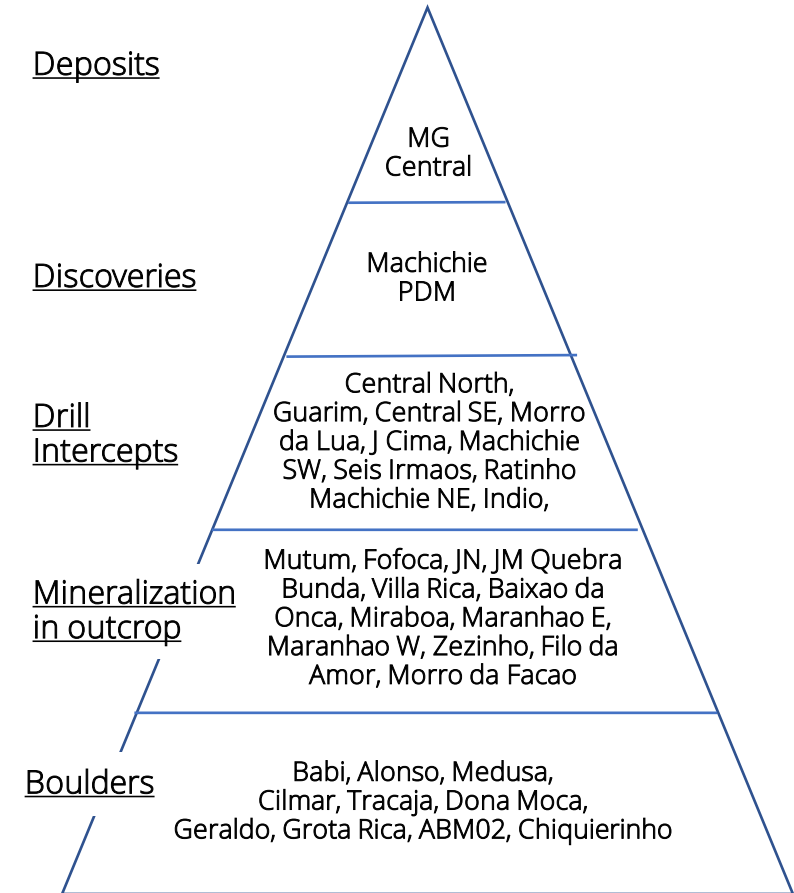 Deposits
MG
Central
Discoveries
Machichie
PDM
Drill
Intercepts
Central North,
Guarim, Central SE, Morro
da Lua, J Cima, Machichie
SW, Seis Irmaos, Ratinho
Machichie NE, Indio,
Mineralization
in outcrop
Mutum, Fofoca, JN, JM Quebra
Bunda, Villa Rica, Baixao da
Onca, Miraboa, Maranhao E,
Maranhao W, Zezinho, Filo da
Amor, Morro da Facao
Boulders
Babi, Alonso, Medusa,
Cilmar, Tracaja, Dona Moca,
Geraldo, Grota Rica, ABM02, Chiquierinho